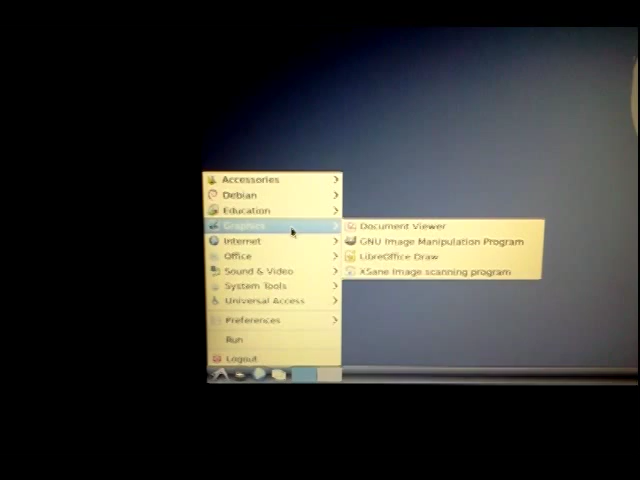 Accessories
Debian
Education
Graphics
Internet
Office
Sound & Video
System Tools
Universal Access
Preferences
Run
Logout
Document Viewer
GNU Image Manipulation Program
LibreOffice Draw
XSane Image scanning program